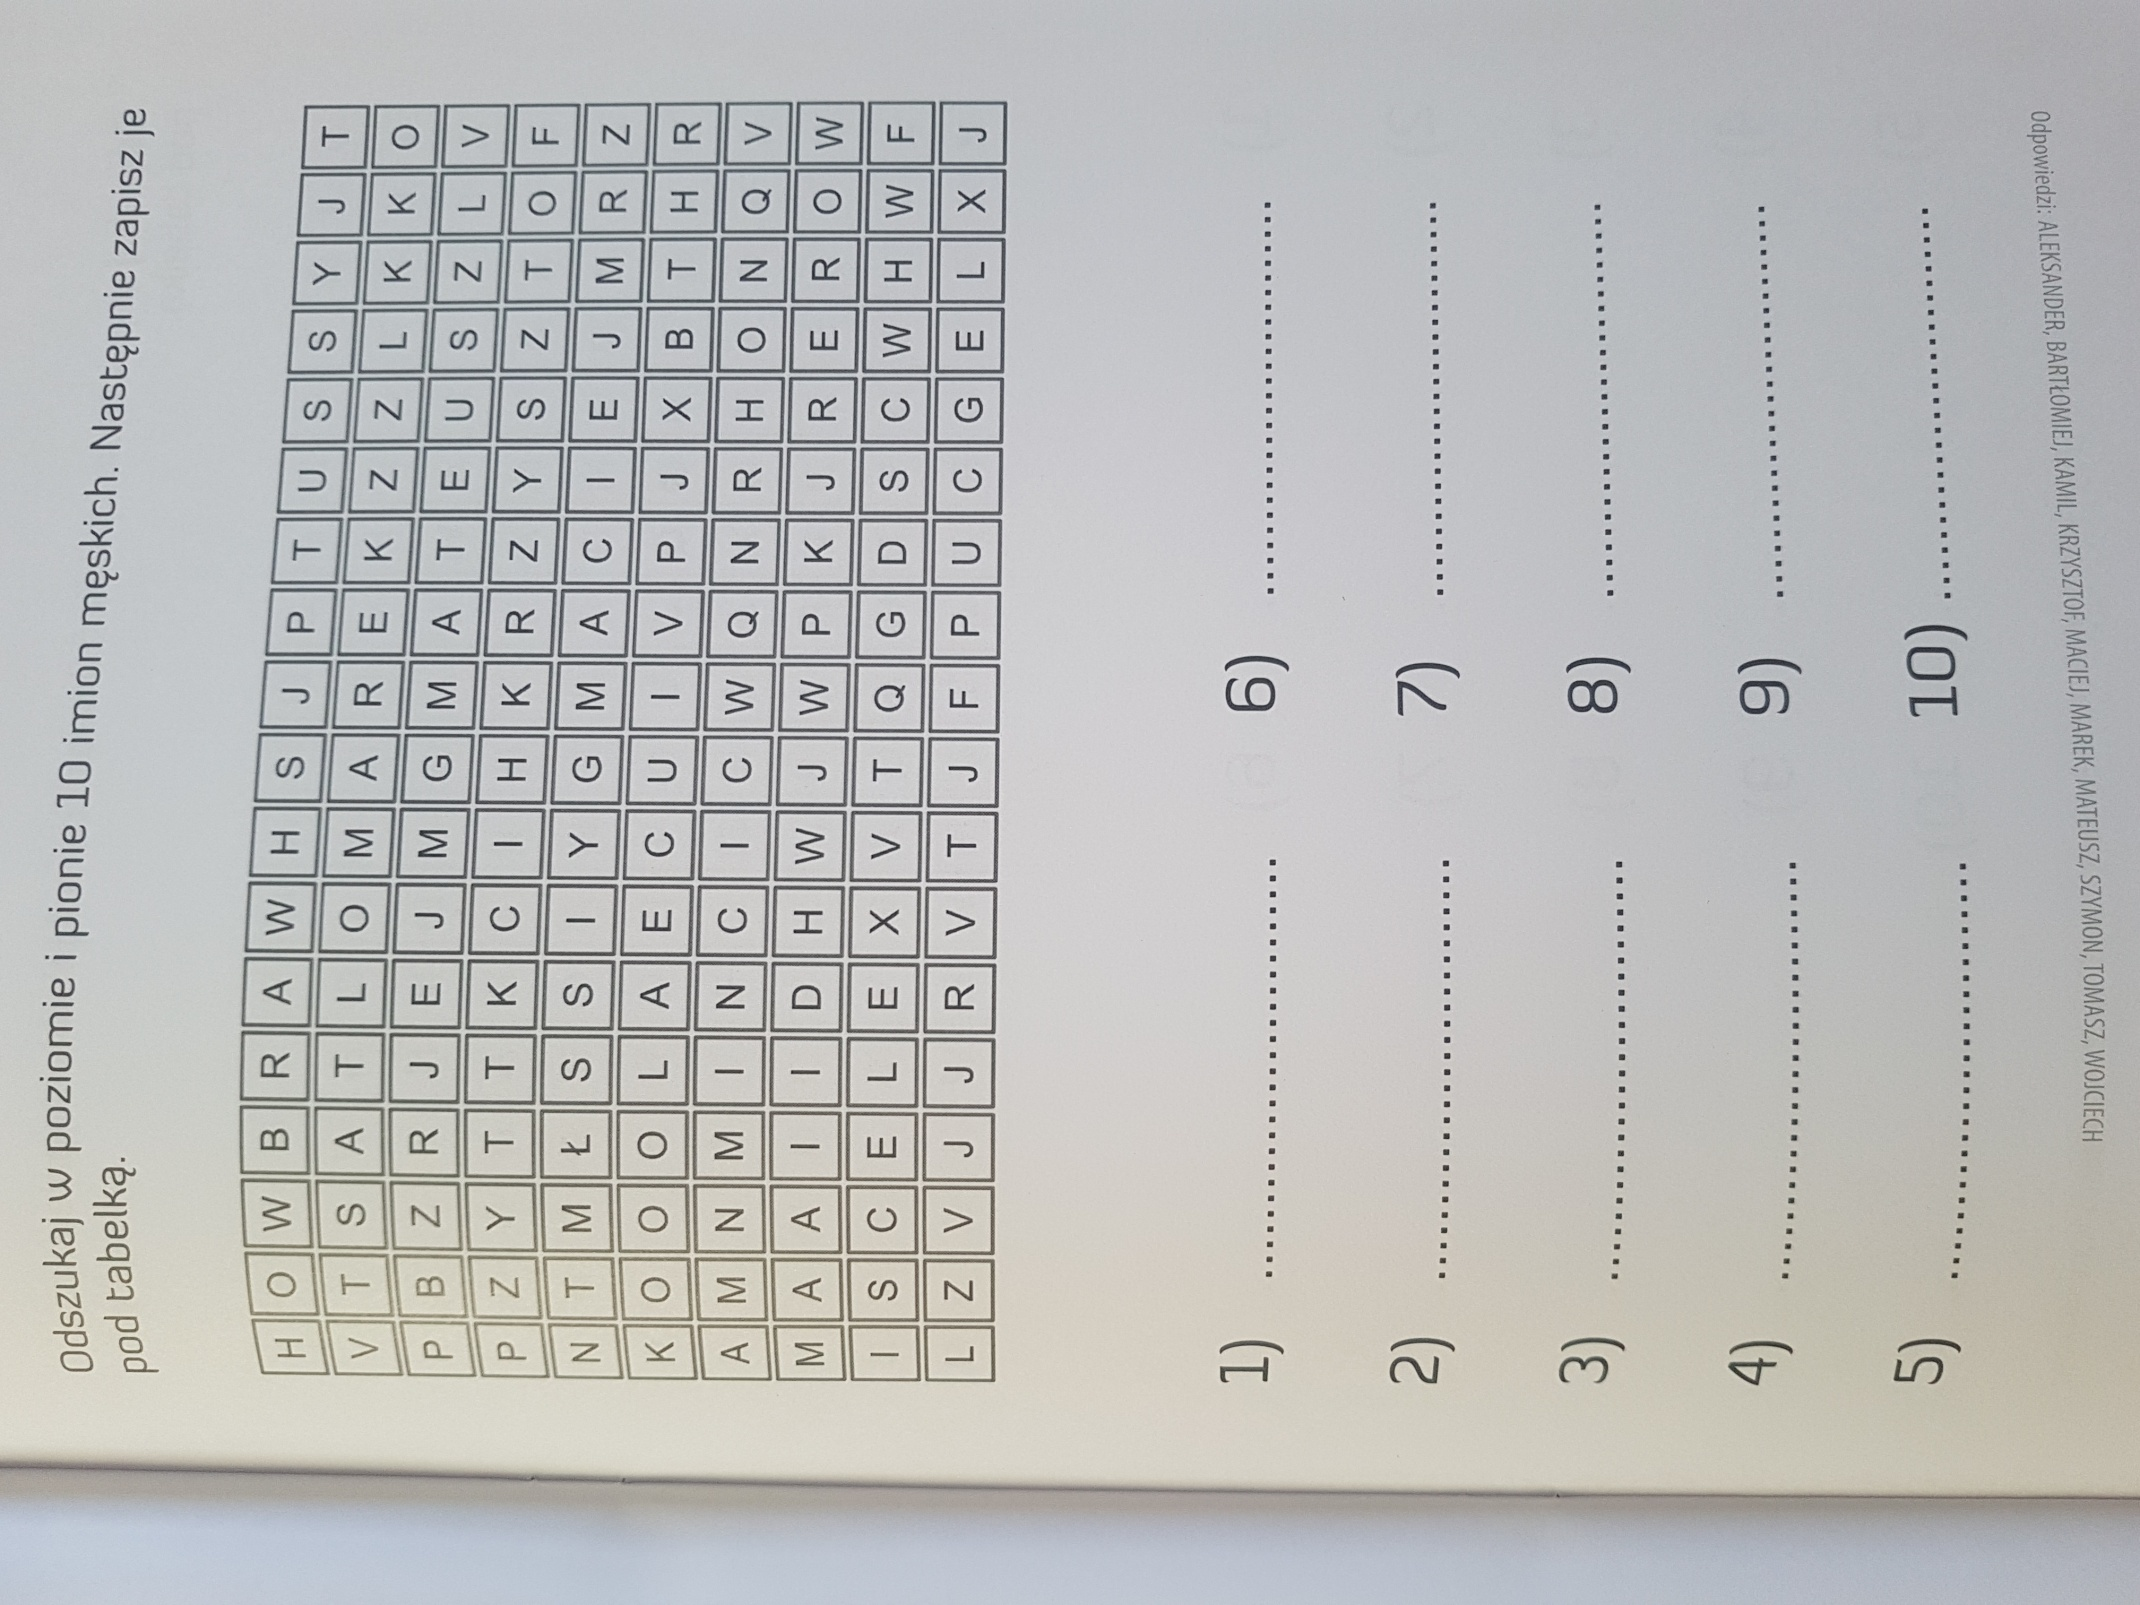 Odszukaj w poziomie i pionie 10 imion męskich. Następnie zapisz je
pod tabelką.
H O W B R A W H S J P T U S S Y J T
V T S A T L O M A R E K Z Z L K K O
P B Z R J E J M G M A T E U S Z L V
P Z Y T T K C I H K R Z Y S Z T O F
N T M Ł S S I Y G M A C I E J M R Z
K O O O L A E C U I V P J X B T H R
A M N M I N C I C W Q N R H O N Q V
M A A I I D H W J W P K J R E R O W
I S C E L E X V T Q G D S C W H W F
L Z V J J R V T J F P U C G E L X J
1) ........................................ 6) ........................................
2) ........................................ 7) ........................................
3) ........................................ 8) ........................................
4) ........................................ 9) ........................................
5) ........................................ 10) ........................................
Odpowiedzi: ALEKSANDER, BARTŁOMIEJ, KAMIL, KRZYSZTOF, MACIEJ, MAREK, MATEUSZ, SZYMON, TOMASZ, WOJCIECH